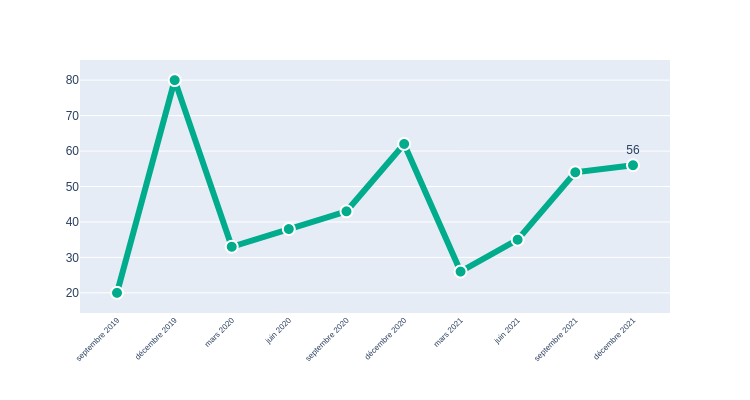 80
70
60
50
40
30
20
56
septembre 2019
décembre 2019
mars 2020
juin 2020
septembre 2020
décembre 2020
mars 2021
juin 2021
septembre 2021
décembre 2021